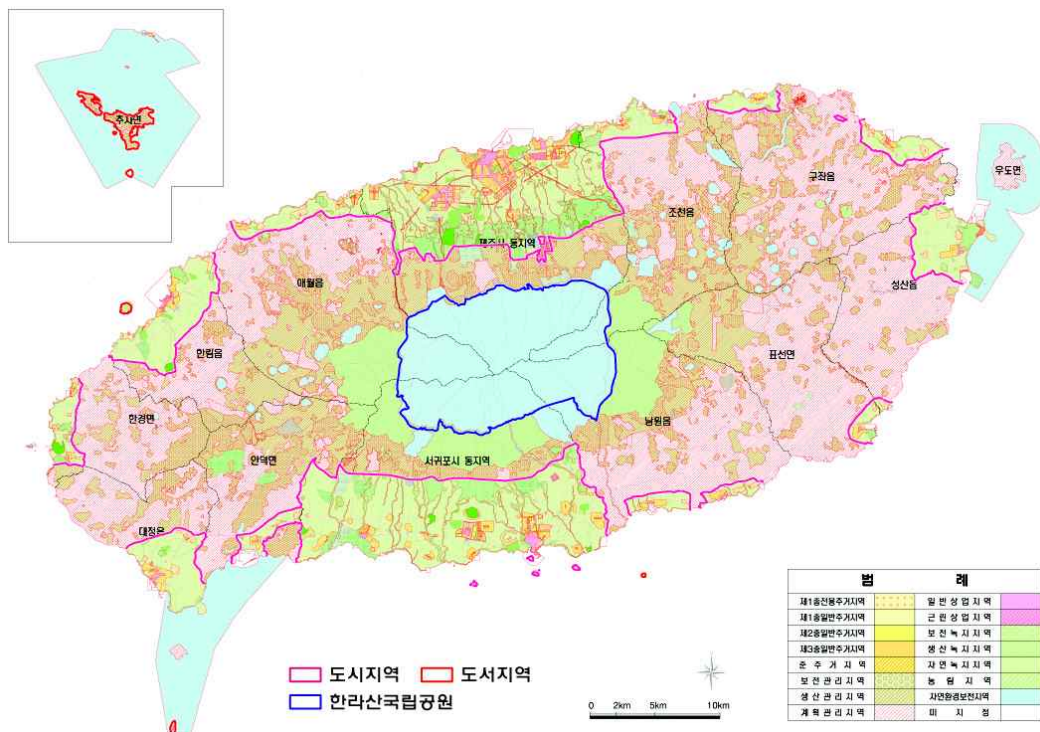 추자면
우도면
구좌읍
조천읍
제주시 동지역
성산읍
애월읍
표선면
한림읍
남원읍
한경면
안덕면
서귀포시 동지역
대정읍
범 례
제1종전용주거지역 일반상업지역
제1종일반주거지역 근린상업지역
제2종일반주거지역 보전녹지지역
제3종일반주거지역 생산녹지지역
준주거지역 자연녹지지역
보전관리지역 농림지역
생산관리지역 자연환경보전지역
계획관리지역 미지정
도시지역 도서지역
한라산국립공원
0 2km 5km 10km